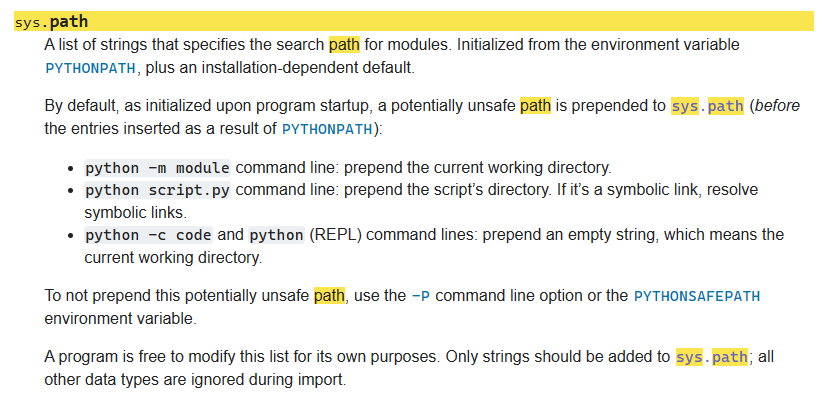 sys.path
A list of strings that specifies the search path for modules. Initialized from the environment variable
PYTHONPATH, plus an installation-dependent default.
By default, as initialized upon program startup, a potentially unsafe path is prepended to sys.path (before
the entries inserted as a result of PYTHONPATH):
• python -m module command line: prepend the current working directory.
• python script.py command line: prepend the script’s directory. If it’s a symbolic link, resolve
symbolic links.
• python -c code and python (REPL) command lines: prepend an empty string, which means the
current working directory.
To not prepend this potentially unsafe path, use the -P command line option or the PYTHONSAFEPATH
environment variable.
A program is free to modify this list for its own purposes. Only strings should be added to sys.path; all
other data types are ignored during import.